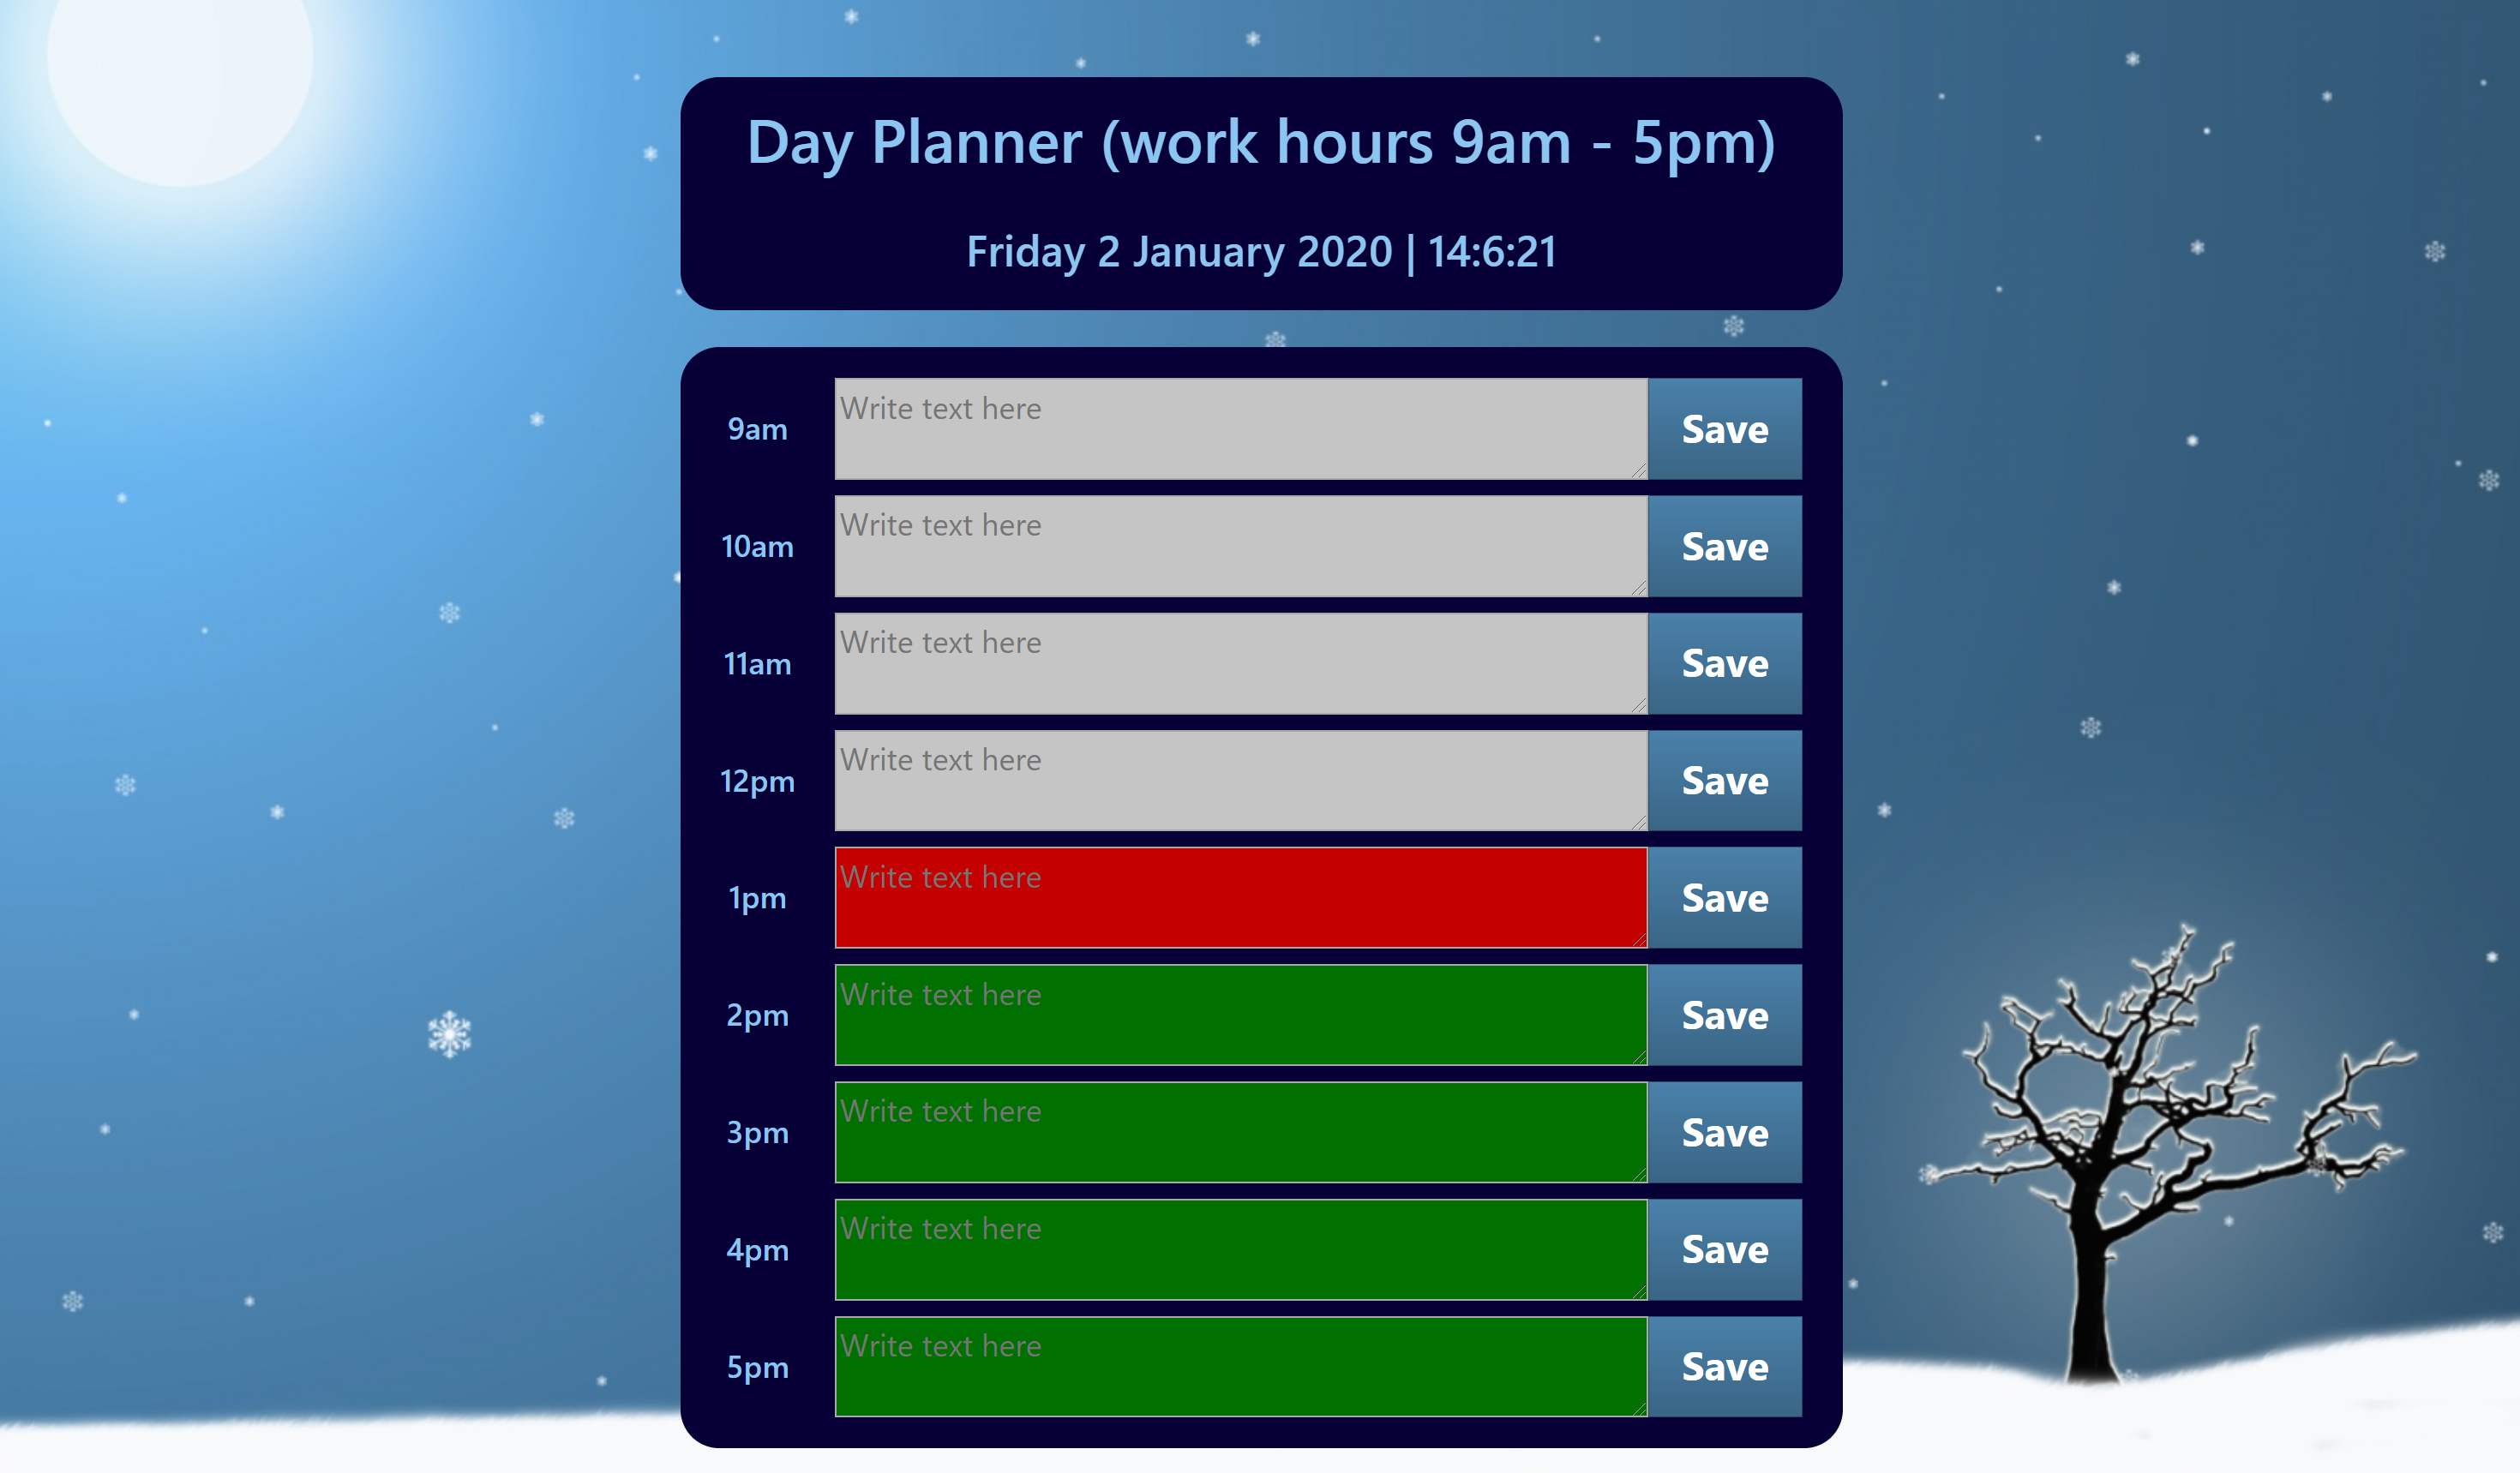 Day Planner (work hours 9am - 5pm)
Friday 2 January 2020 | 14:6:21
9am Write text here Save
10am Write text here Save
11am Write text here Save
12pm Write text here Save
1pm Write text here Save
2pm Write text here Save
3pm Write text here Save
4pm Write text here Save
5pm Write text here Save